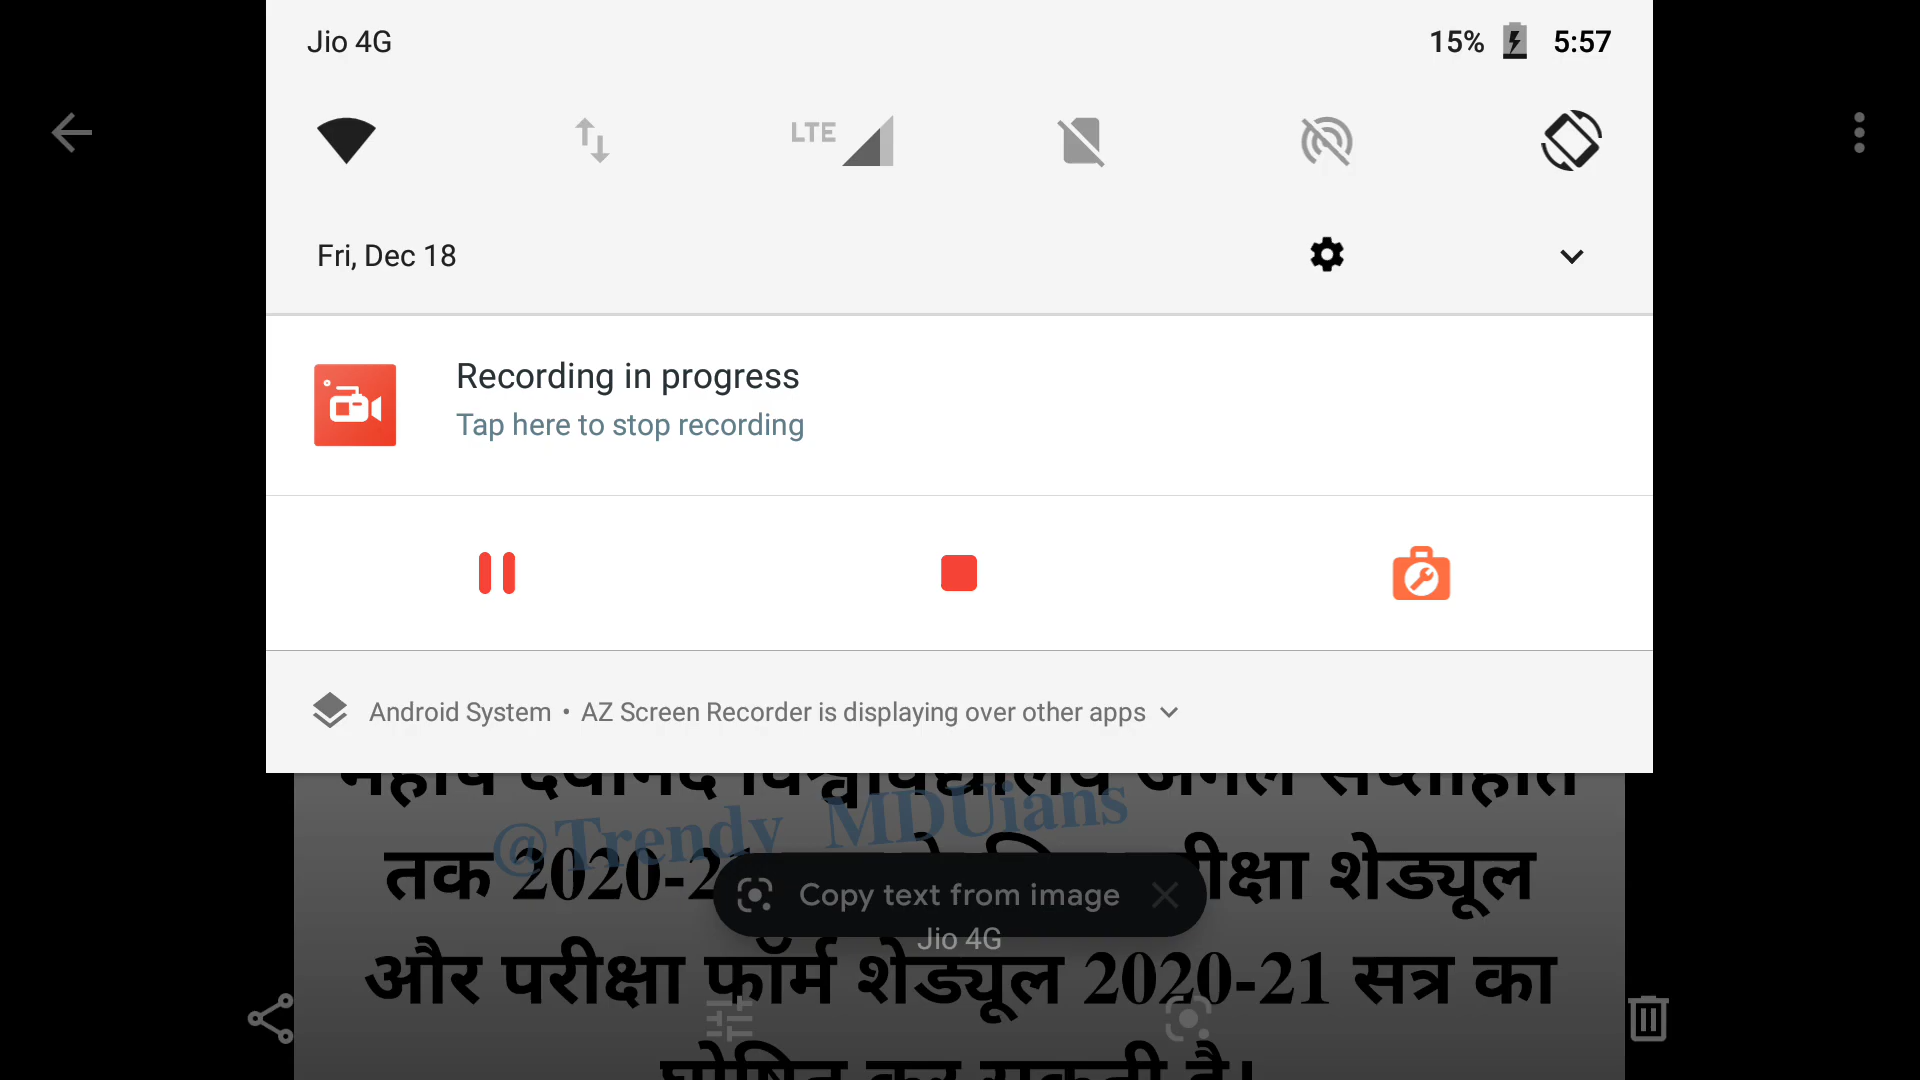 Jio 4G
15% 5:57
LTE
Fri, Dec 18
Recording in progress
Tap here to stop recording
Android System • AZ Screen Recorder is displaying over other apps
@Trendy MDUians
तक 2020-2
शेड्यूल
Copy text from image
Jio 4G
और परीक्षा फॉर्म शेड्यूल 2020-21 सत्र का